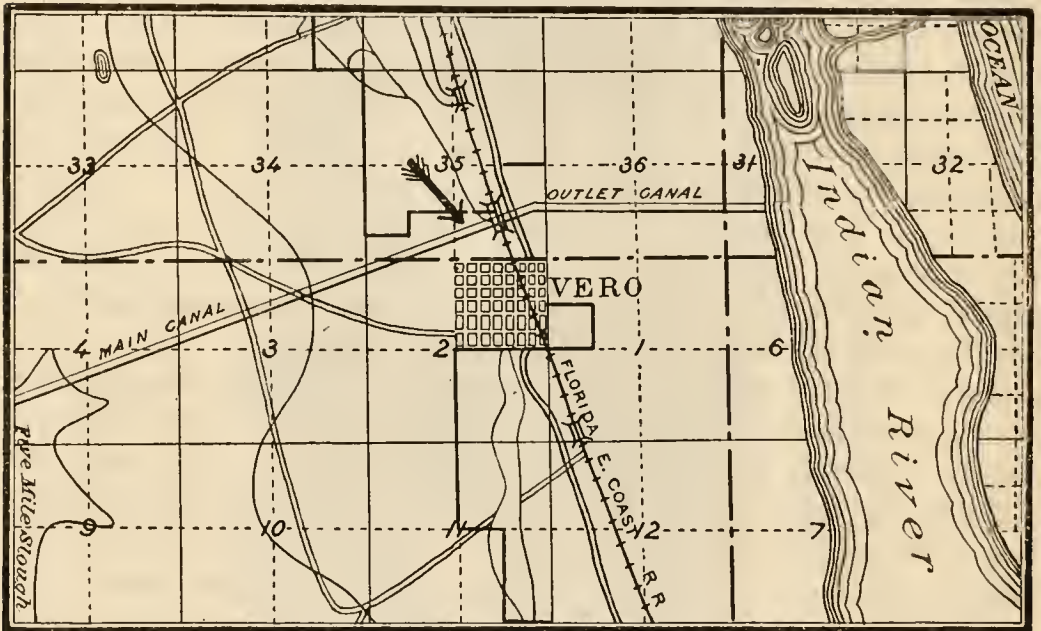 OCEAN
33
34
35
36
31
32
OUTLET CANAL
Indian River
VERO
MAIN CANAL
4
3
2
1
6
FLORIDA E. COAST R R
Five Mile Slough
9
10
11
12
7